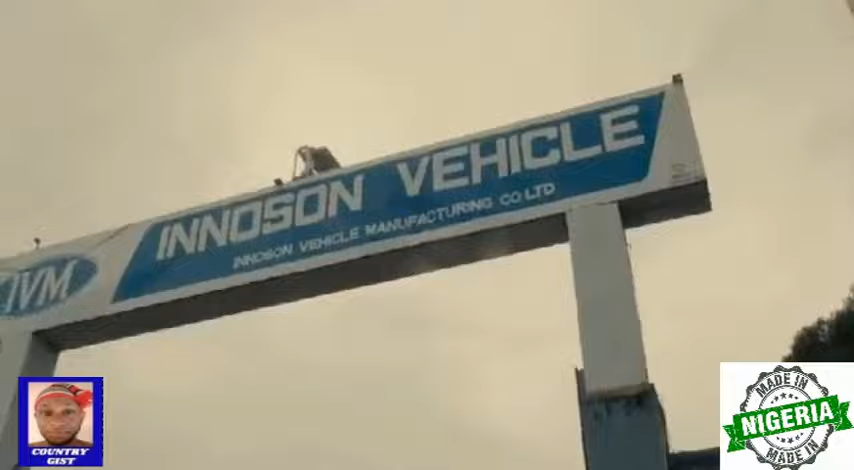 INNOSON VEHICLE
INNOSON VEHICLE MANUFACTURING CO. LTD
IVM
COUNTRY
GIST
MADE IN
NIGERIA
MADE IN